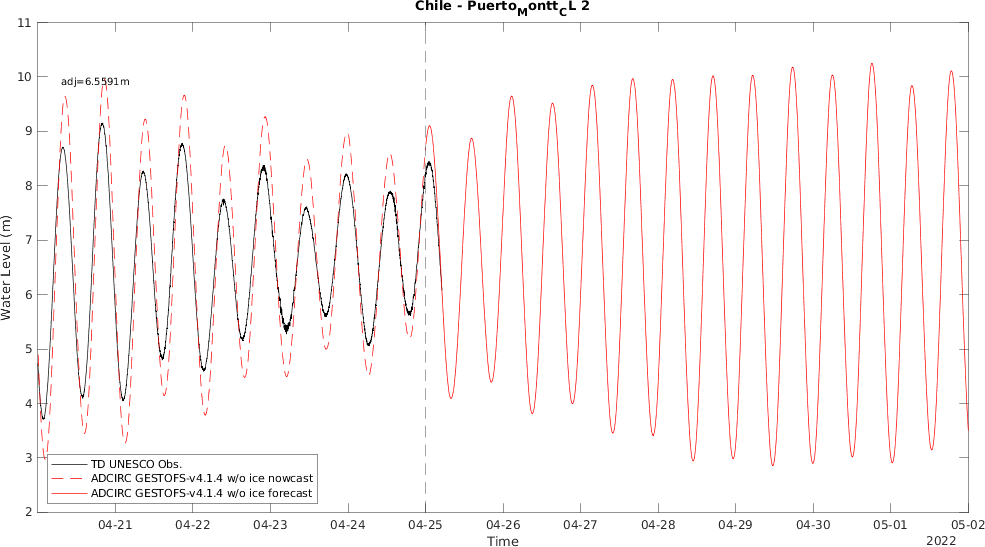 Chile - PuertoMonttCL 2
11
10
9
8
7
6
5
4
3
2
Water Level (m)
adj=6.5591m
TD UNESCO Obs.
ADCIRC GESTOFS-v4.1.4 w/o ice nowcast
ADCIRC GESTOFS-v4.1.4 w/o ice forecast
04-21 04-22 04-23 04-24 04-25 04-26 04-27 04-28 04-29 04-30 05-01 05-02
Time
2022